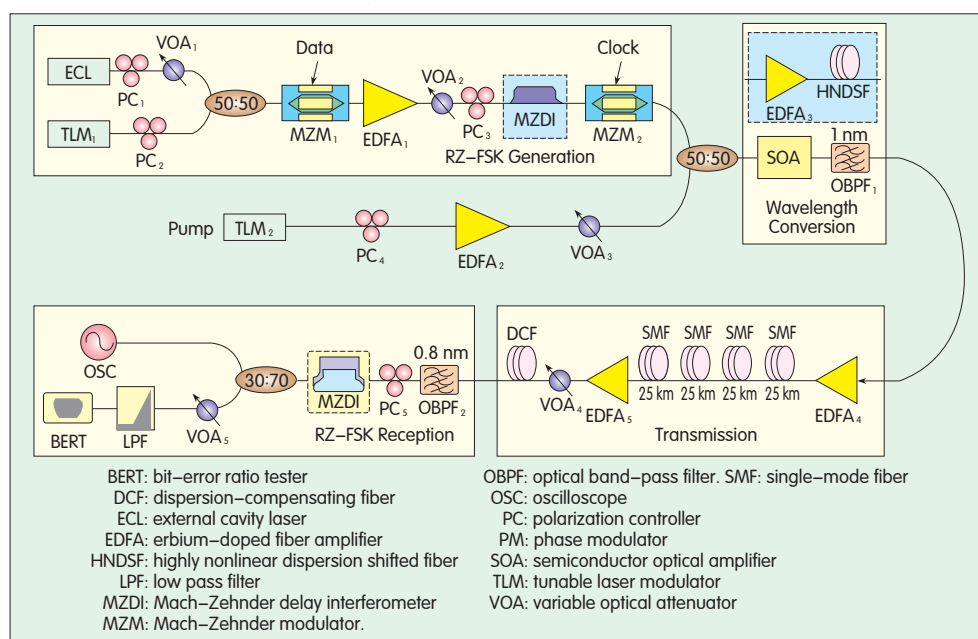 ECL
PC1
VOA1
TLM1
PC2
50:50
Data
MZM1
EDFA1
VOA2
PC3
MZDI
Clock
MZM2
RZ-FSK Generation
50:50
EDFA3
HNDSF
SOA
1 nm
OBPF1
Wavelength
Conversion
Pump
TLM2
PC4
EDFA2
VOA3
OSC
BERT
LPF
VOA5
30:70
MZDI
PC5
0.8 nm
OBPF2
RZ-FSK Reception
DCF
VOA4
EDFA5
SMF
SMF
SMF
SMF
25 km
25 km
25 km
25 km
EDFA4
Transmission
BERT: bit-error ratio tester
DCF: dispersion-compensating fiber
ECL: external cavity laser
EDFA: erbium-doped fiber amplifier
HNDSF: highly nonlinear dispersion shifted fiber
LPF: low pass filter
MZDI: Mach-Zehnder delay interferometer
MZM: Mach-Zehnder modulator.
OBPF: optical band-pass filter. SMF: single-mode fiber
OSC: oscilloscope
PC: polarization controller
PM: phase modulator
SOA: semiconductor optical amplifier
TLM: tunable laser modulator
VOA: variable optical attenuator